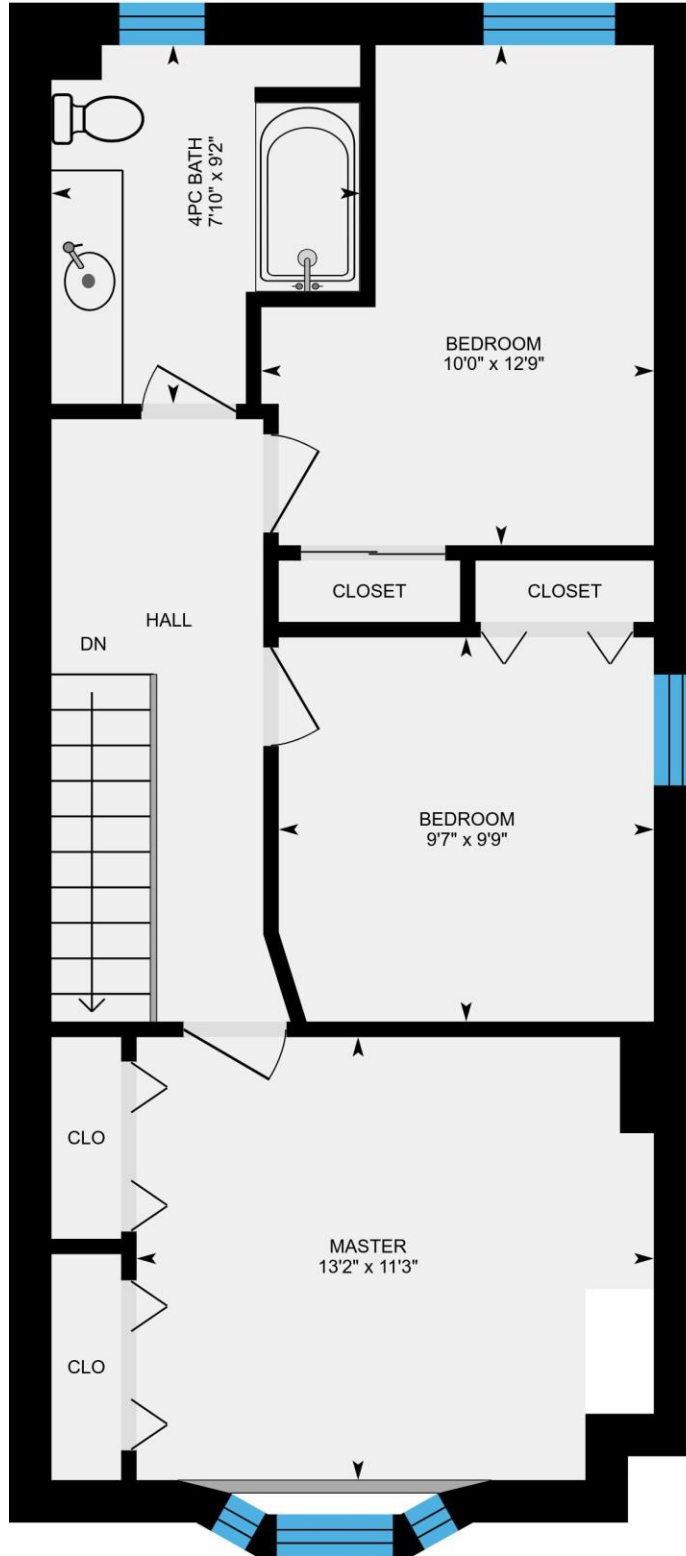 4PC BATH
7'10" x 9'2"
BEDROOM
10'0" x 12'9"
CLOSET
CLOSET
HALL
DN
BEDROOM
9'7" x 9'9"
CLO
MASTER
13'2" x 11'3"
CLO